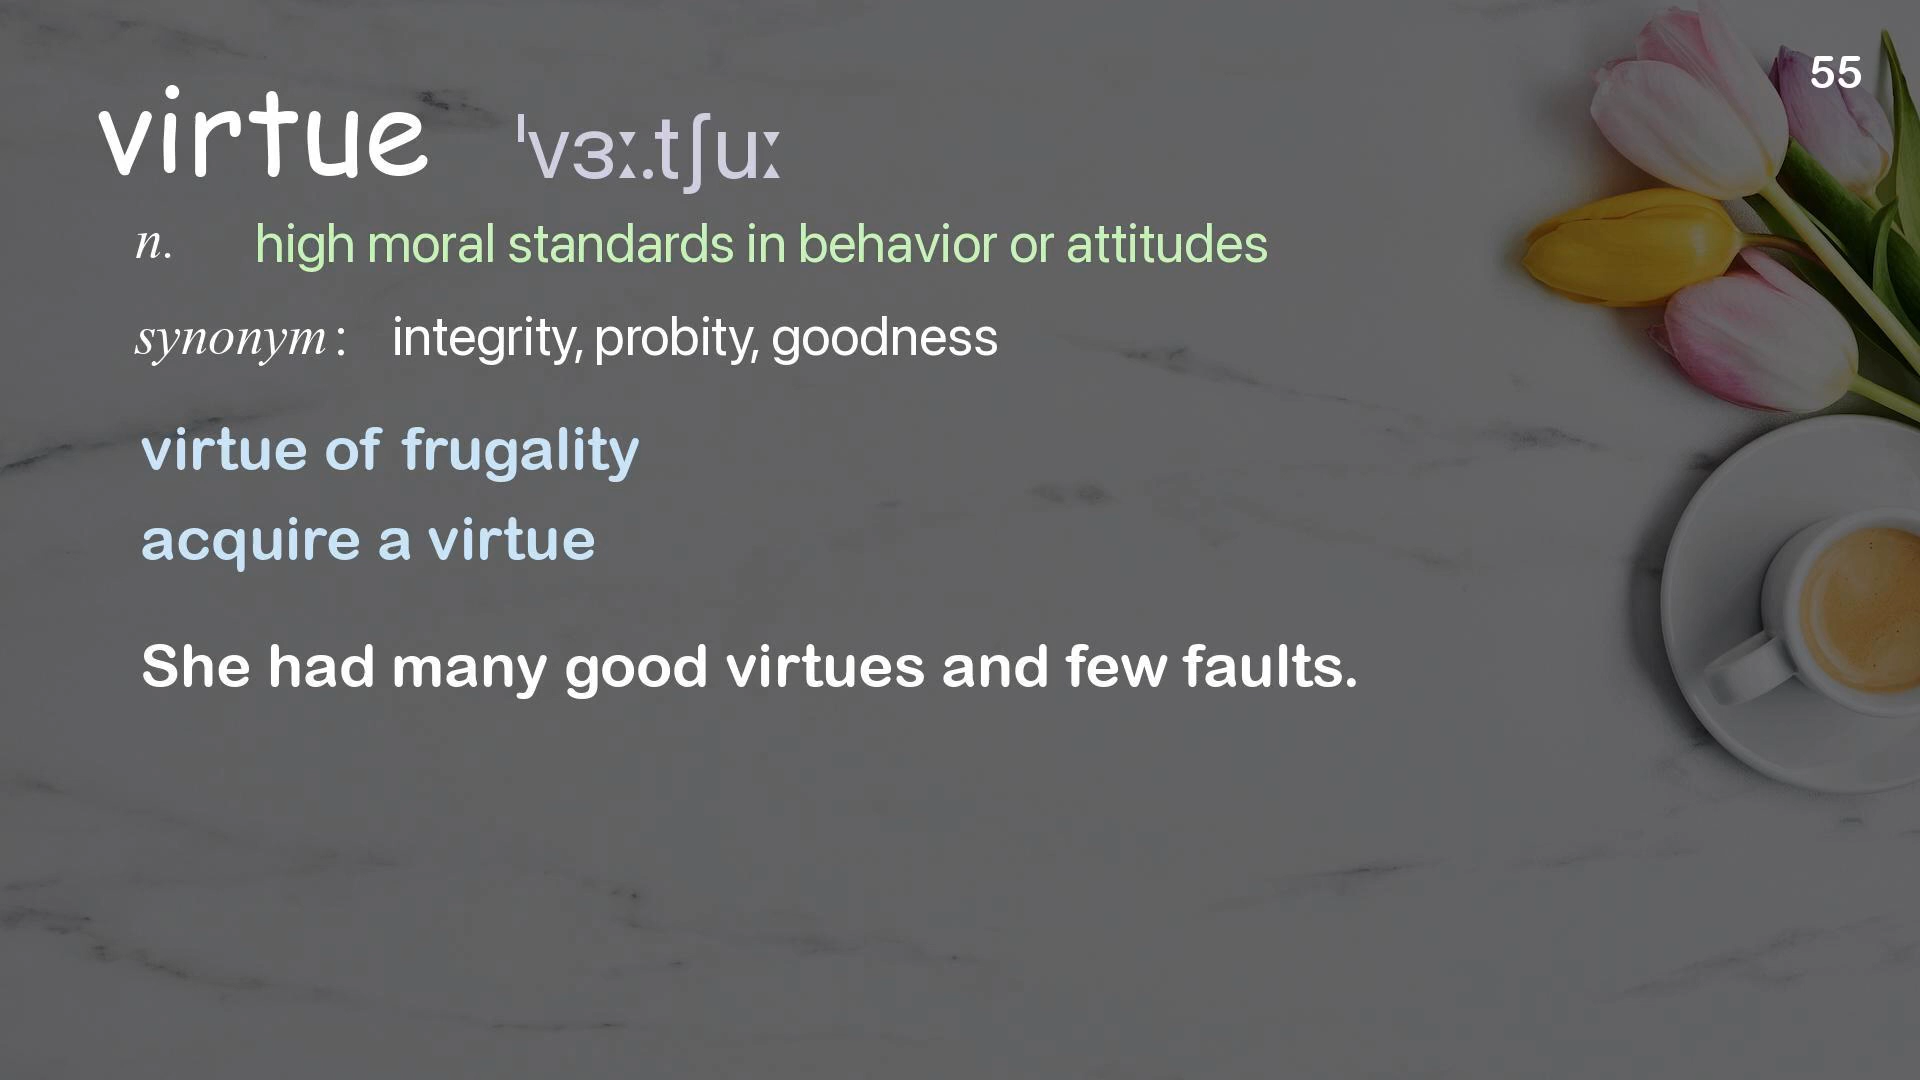 55
virtue ˈvɜː.tʃuː
n. high moral standards in behavior or attitudes
synonym: integrity, probity, goodness
virtue of frugality
acquire a virtue
She had many good virtues and few faults.